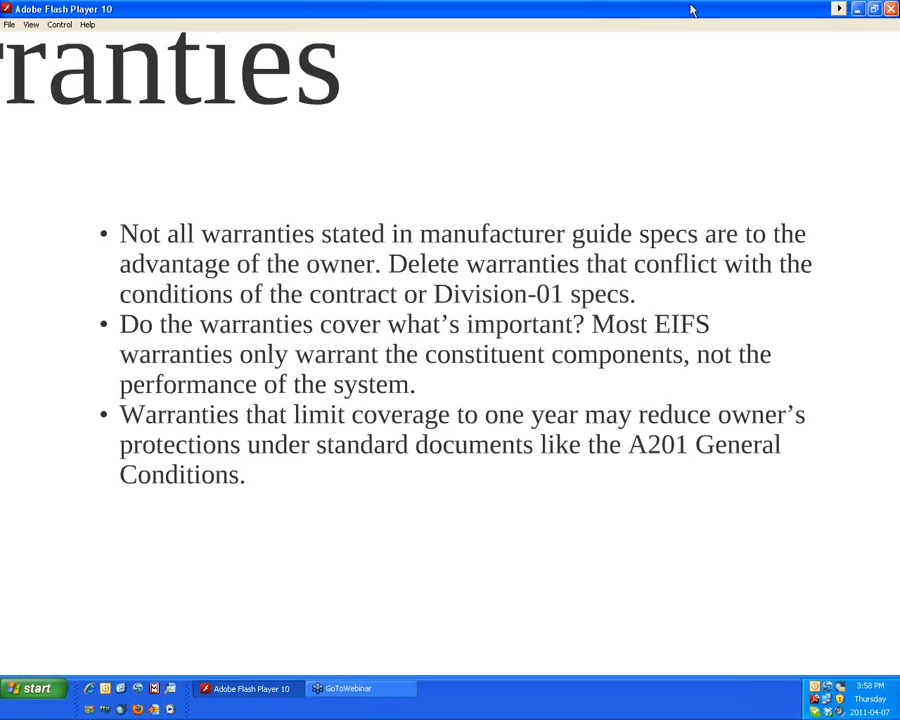 Adobe Flash Player 10
File View Control Help
rranties
• Not all warranties stated in manufacturer guide specs are to the
advantage of the owner. Delete warranties that conflict with the
conditions of the contract or Division-01 specs.
• Do the warranties cover what's important? Most EIFS
warranties only warrant the constituent components, not the
performance of the system.
• Warranties that limit coverage to one year may reduce owner's
protections under standard documents like the A201 General
Conditions.
start Adobe Flash Player 10 GoToWebinar 3:58 PM
Thursday
2011-04-07